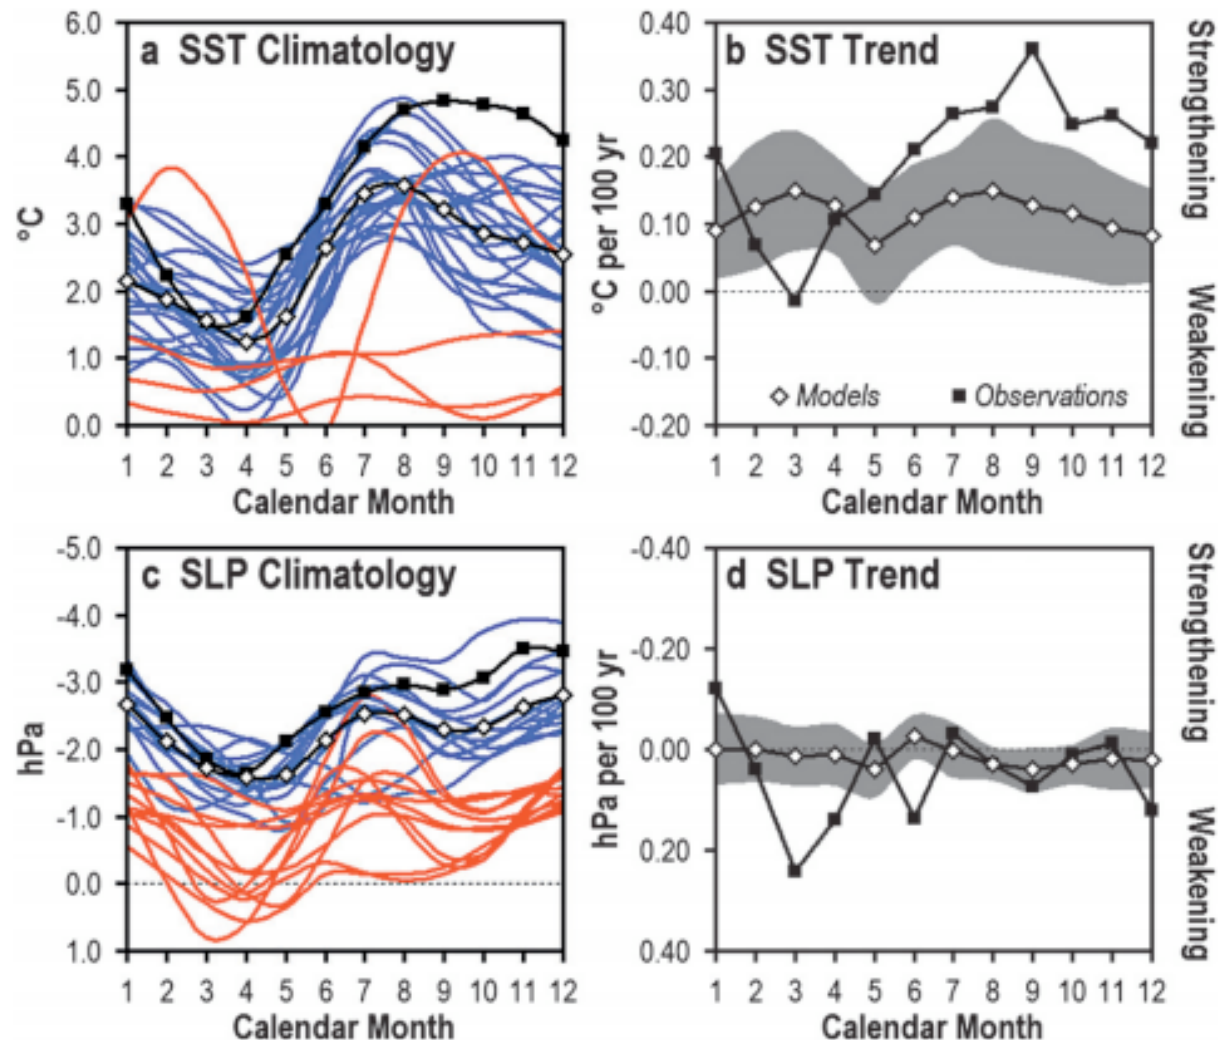 a SST Climatology
6.0
5.0
4.0
3.0
2.0
1.0
0.0
°C
1 2 3 4 5 6 7 8 9 10 11 12
Calendar Month
b SST Trend
0.40
0.30
0.20
0.10
0.00
-0.10
-0.20
°C per 100 yr
Models
Observations
1 2 3 4 5 6 7 8 9 10 11 12
Calendar Month
Strengthening
Weakening
c SLP Climatology
-5.0
-4.0
-3.0
-2.0
-1.0
0.0
1.0
hPa
1 2 3 4 5 6 7 8 9 10 11 12
Calendar Month
d SLP Trend
-0.40
-0.20
0.00
0.20
0.40
hPa per 100 yr
1 2 3 4 5 6 7 8 9 10 11 12
Calendar Month
Strengthening
Weakening